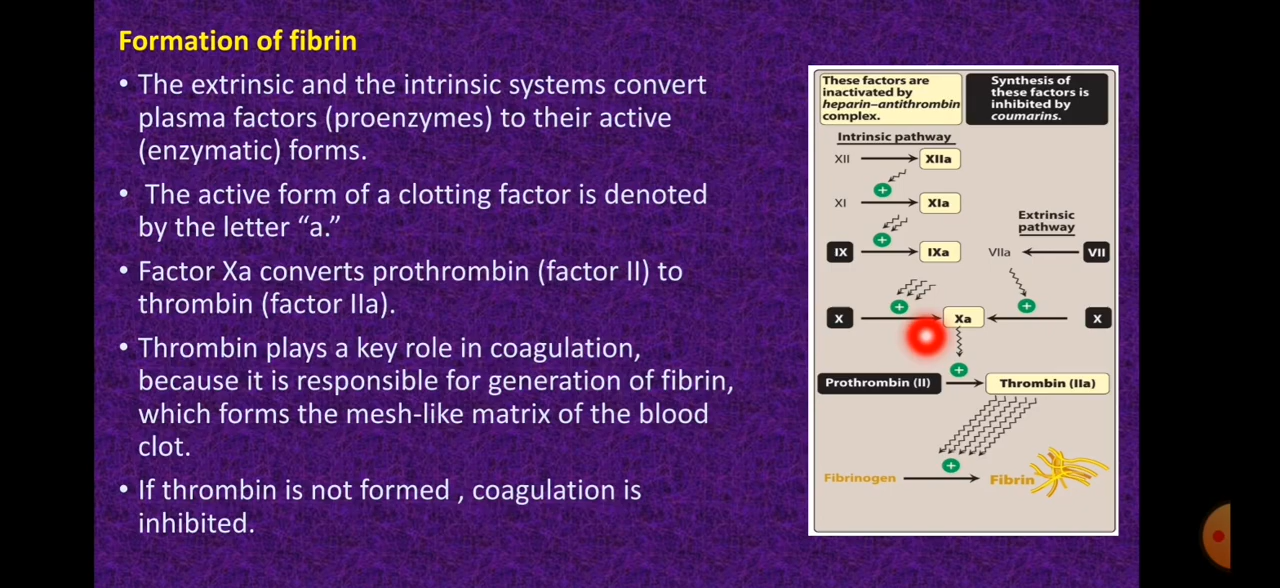 Formation of fibrin
• The extrinsic and the intrinsic systems convert
plasma factors (proenzymes) to their active
(enzymatic) forms.
• The active form of a clotting factor is denoted
by the letter “a.”
• Factor Xa converts prothrombin (factor II) to
thrombin (factor IIa).
• Thrombin plays a key role in coagulation,
because it is responsible for generation of fibrin,
which forms the mesh-like matrix of the blood
clot.
• If thrombin is not formed , coagulation is
inhibited.
These factors are
inactivated by
heparin–antithrombin
complex.
Synthesis of
these factors is
inhibited by
coumarins.
Intrinsic pathway
XII XIIa
+
XI XIa
Extrinsic
pathway
+
IX IXa VIIa VII
+ +
X Xa X
+
Prothrombin (II) Thrombin (IIa)
+
Fibrinogen Fibrin